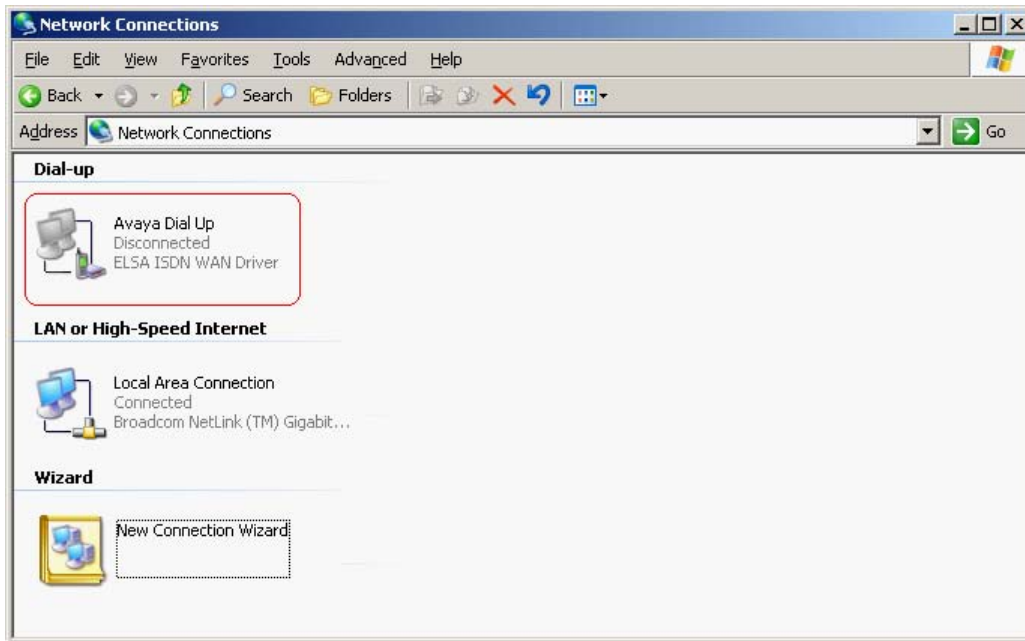 Network Connections
File Edit View Favorites Tools Advanced Help
Back Search Folders
Address Network Connections Go
Dial-up
Avaya Dial Up
Disconnected
ELSA ISDN WAN Driver
LAN or High-Speed Internet
Local Area Connection
Connected
Broadcom NetLink (TM) Gigabit...
Wizard
New Connection Wizard